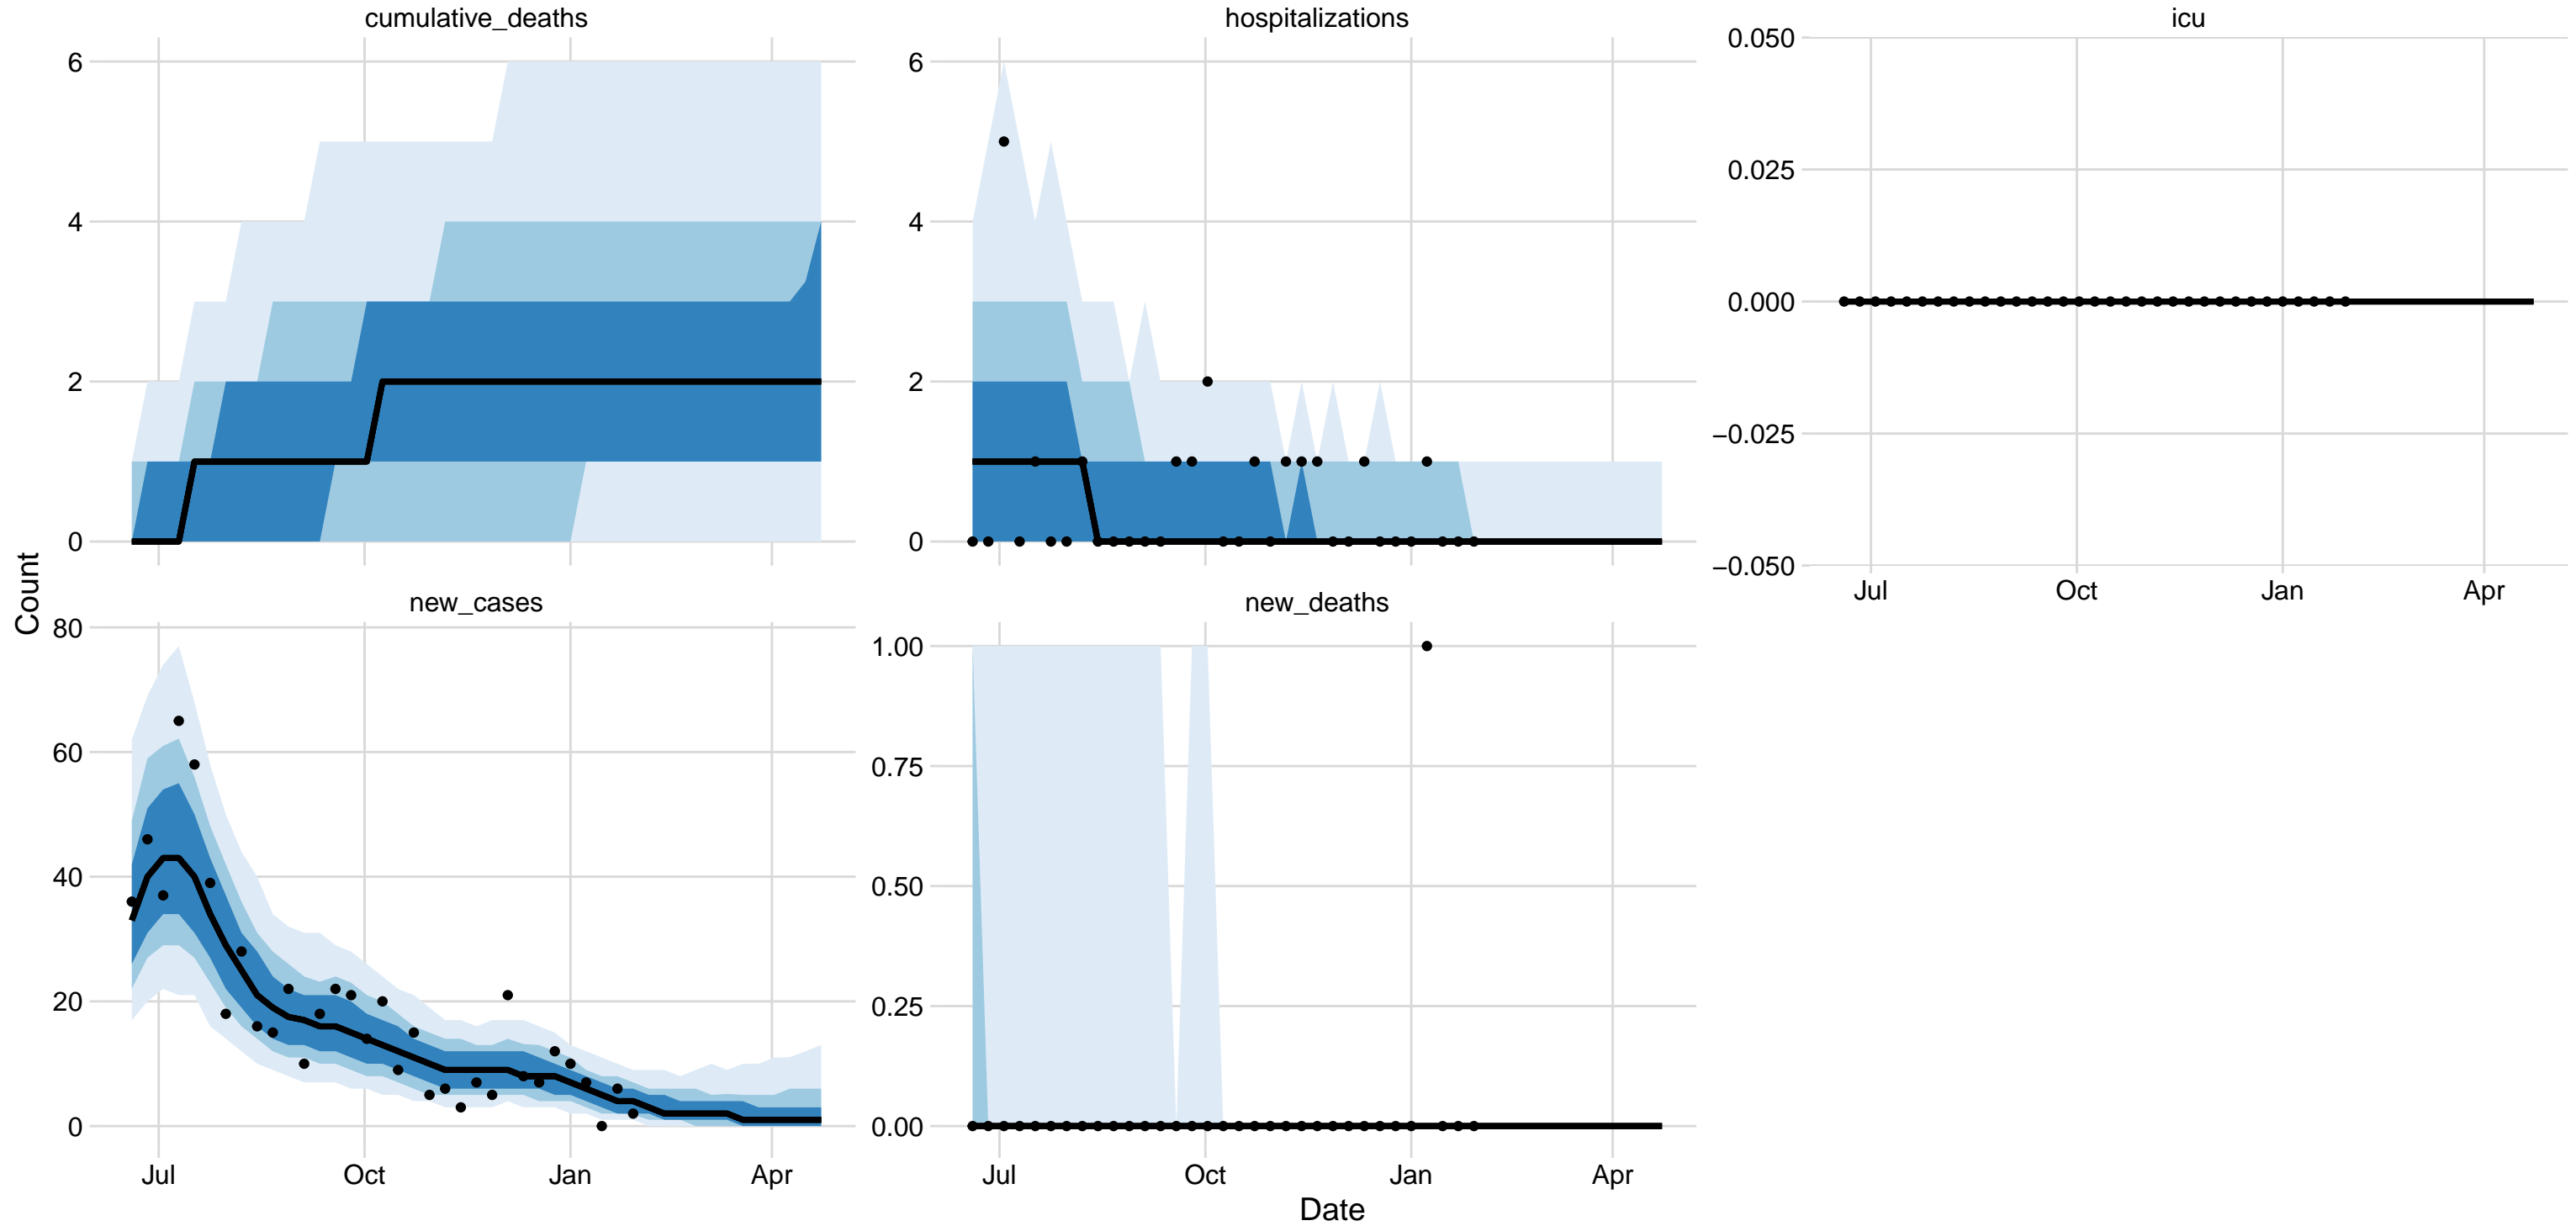 cumulative_deaths
hospitalizations
icu
6
4
2
0
6
4
2
0
0.050
0.025
0.000
−0.025
−0.050
Jul Oct Jan Apr
Count
new_cases
new_deaths
80
60
40
20
0
1.00
0.75
0.50
0.25
0.00
Jul Oct Jan Apr
Jul Oct Jan Apr
Date